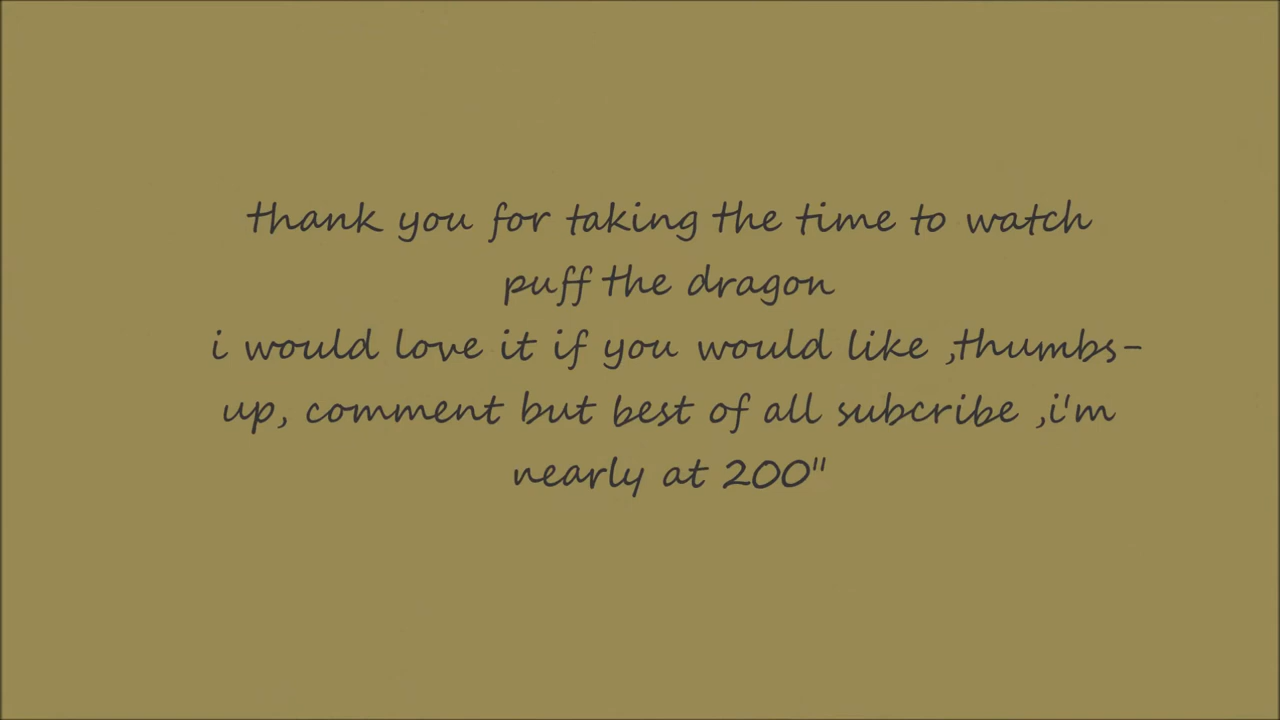 thank you for taking the time to watch
puff the dragon
i would love it if you would like ,thumbs-
up, comment but best of all subcribe ,i'm
nearly at 200"